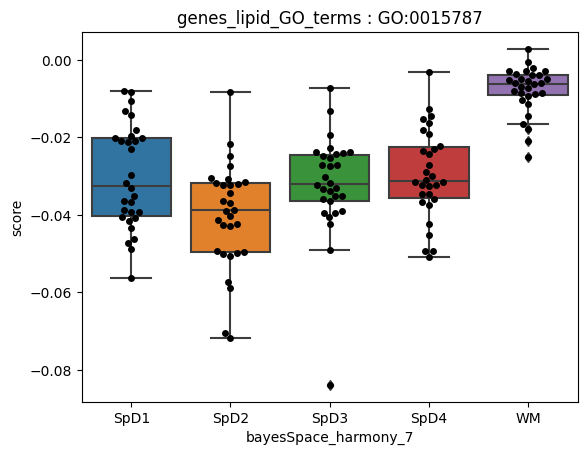 genes_lipid_GO_terms : GO:0015787
0.00
−0.02
−0.04
−0.06
−0.08
score
SpD1 SpD2 SpD3 SpD4 WM
bayesSpace_harmony_7